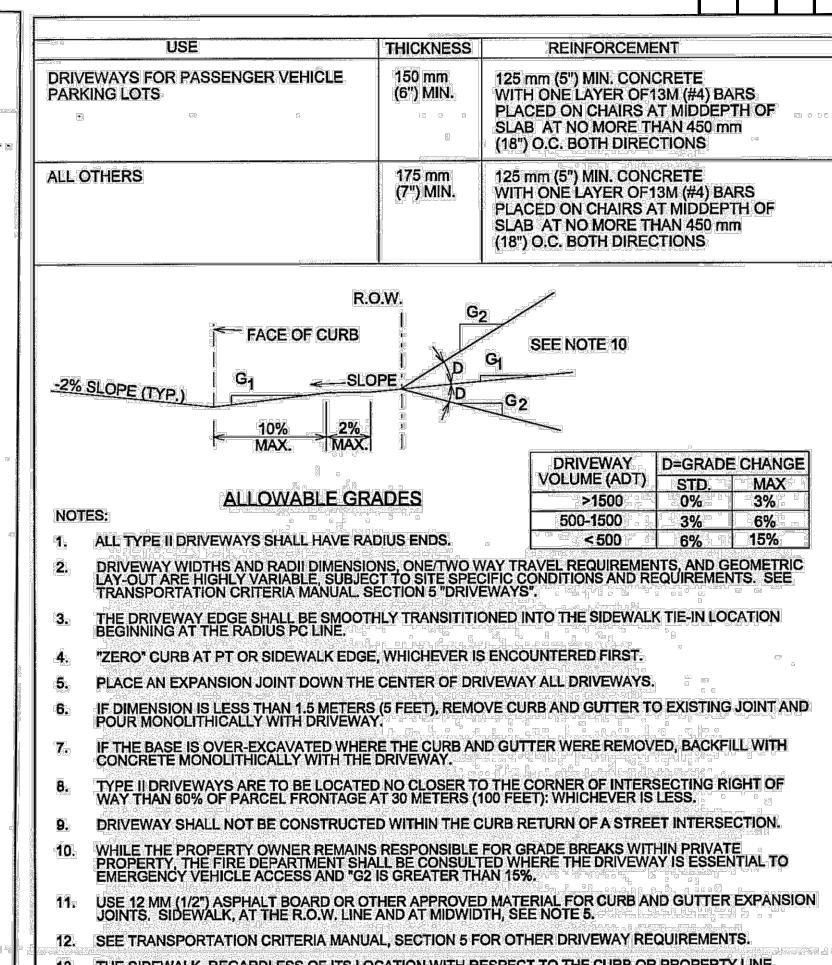 USE THICKNESS REINFORCEMENT
DRIVEWAYS FOR PASSENGER VEHICLE
PARKING LOTS
150 mm
(6") MIN.
125 mm (5") MIN. CONCRETE
WITH ONE LAYER OF13M (#4) BARS
PLACED ON CHAIRS AT MIDDEPTH OF
SLAB AT NO MORE THAN 450 mm
(18") O.C. BOTH DIRECTIONS
ALL OTHERS
175 mm
(7") MIN.
125 mm (5") MIN. CONCRETE
WITH ONE LAYER OF13M (#4) BARS
PLACED ON CHAIRS AT MIDDEPTH OF
SLAB AT NO MORE THAN 450 mm
(18") O.C. BOTH DIRECTIONS
R.O.W.
G2
FACE OF CURB
SEE NOTE 10
D
G1
-2% SLOPE (TYP.)
G1
SLOPE
D
G2
10%
MAX.
2%
MAX.
DRIVEWAY
VOLUME (ADT)
D=GRADE CHANGE
STD. MAX
>1500 0% 3%
500-1500 3% 6%
<500 6% 15%
ALLOWABLE GRADES
NOTES:
1. ALL TYPE II DRIVEWAYS SHALL HAVE RADIUS ENDS.
2. DRIVEWAY WIDTHS AND RADII DIMENSIONS, ONE/TWO WAY TRAVEL REQUIREMENTS, AND GEOMETRIC
LAY-OUT ARE HIGHLY VARIABLE, SUBJECT TO SITE SPECIFIC CONDITIONS AND REQUIREMENTS. SEE
TRANSPORTATION CRITERIA MANUAL. SECTION 5 "DRIVEWAYS".
3. THE DRIVEWAY EDGE SHALL BE SMOOTHLY TRANSITITIONED INTO THE SIDEWALK TIE-IN LOCATION
BEGINNING AT THE RADIUS PC LINE.
4. "ZERO" CURB AT PT OR SIDEWALK EDGE, WHICHEVER IS ENCOUNTERED FIRST.
5. PLACE AN EXPANSION JOINT DOWN THE CENTER OF DRIVEWAY ALL DRIVEWAYS.
6. IF DIMENSION IS LESS THAN 1.5 METERS (5 FEET), REMOVE CURB AND GUTTER TO EXISTING JOINT AND
POUR MONOLITHICALLY WITH DRIVEWAY.
7. IF THE BASE IS OVER-EXCAVATED WHERE THE CURB AND GUTTER WERE REMOVED, BACKFILL WITH
CONCRETE MONOLITHICALLY WITH THE DRIVEWAY.
8. TYPE II DRIVEWAYS ARE TO BE LOCATED NO CLOSER TO THE CORNER OF INTERSECTING RIGHT OF
WAY THAN 60% OF PARCEL FRONTAGE AT 30 METERS (100 FEET): WHICHEVER IS LESS.
9. DRIVEWAY SHALL NOT BE CONSTRUCTED WITHIN THE CURB RETURN OF A STREET INTERSECTION.
10. WHILE THE PROPERTY OWNER REMAINS RESPONSIBLE FOR GRADE BREAKS WITHIN PRIVATE
PROPERTY, THE FIRE DEPARTMENT SHALL BE CONSULTED WHERE THE DRIVEWAY IS ESSENTIAL TO
EMERGENCY VEHICLE ACCESS AND "G2 IS GREATER THAN 15%.
11. USE 12 MM (1/2") ASPHALT BOARD OR OTHER APPROVED MATERIAL FOR CURB AND GUTTER EXPANSION
JOINTS. SIDEWALK, AT THE R.O.W. LINE AND AT MIDWIDTH, SEE NOTE 5.
12. SEE TRANSPORTATION CRITERIA MANUAL, SECTION 5 FOR OTHER DRIVEWAY REQUIREMENTS.
THE SIDEWALK, REGARDLESS OF ITS LOCATION WITH RESPECT TO THE CURB OR PROPERTY LINE,